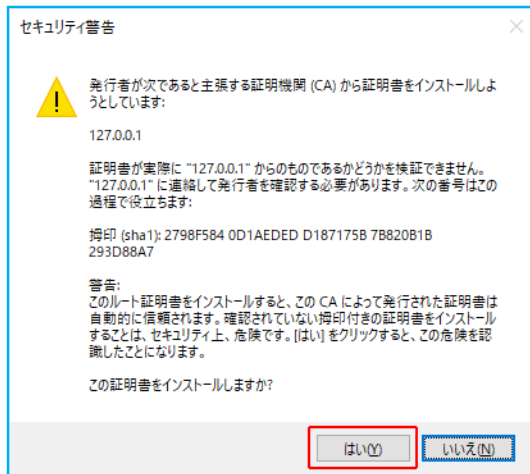 セキュリティ警告
発行者が次であると主張する証明機関 (CA) から証明書をインストールしよ
うとしています:
127.0.0.1
証明書が実際に "127.0.0.1" からのものであるかどうかを検証できません。
"127.0.0.1" に連絡して発行者を確認する必要があります。次の番号はこの
過程で役立ちます:
拇印 (sha1): 2798F584 0D1AEDED D187175B 7B820B1B
293D88A7
警告:
このルート証明書をインストールすると、この CA によって発行された証明書は
自動的に信頼されます。確認されていない拇印付きの証明書をインストール
することは、セキュリティ上、危険です。[はい] をクリックすると、この危険を認
識したことになります。
この証明書をインストールしますか?
はい(Y)
いいえ(N)